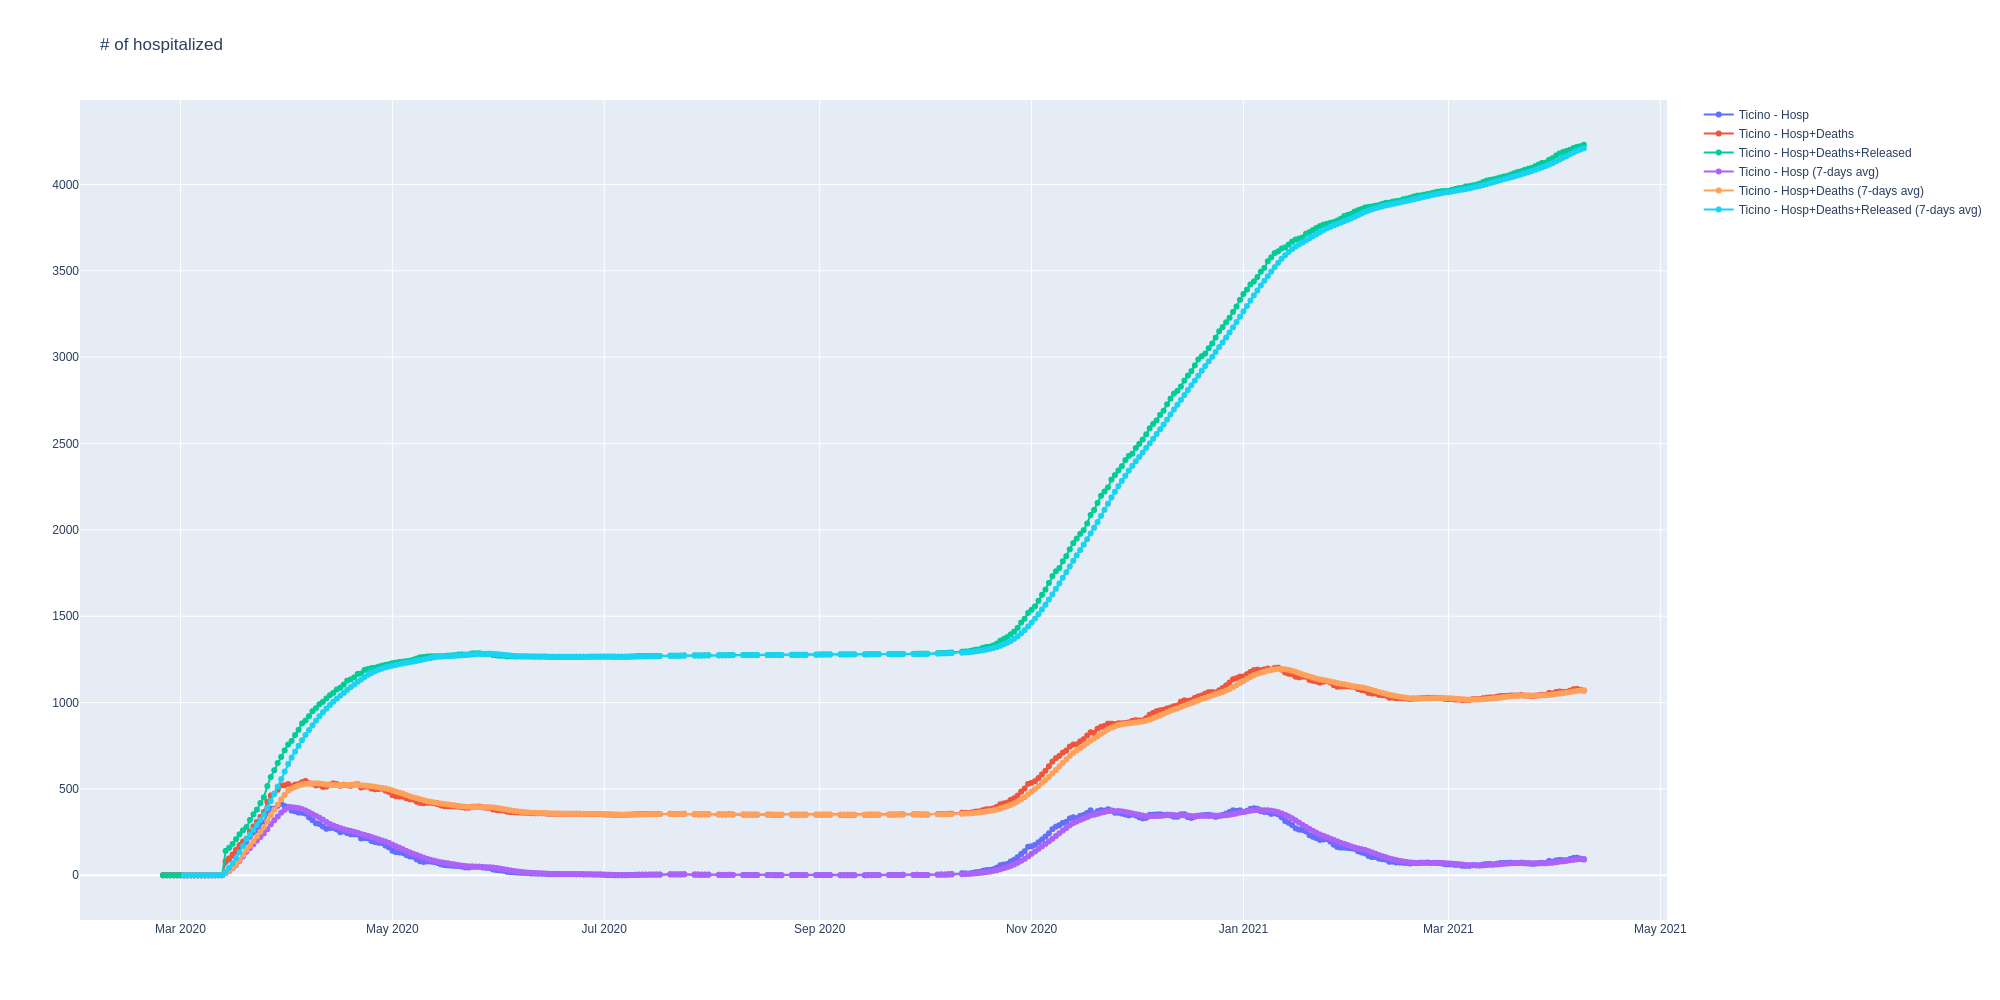 # of hospitalized
Ticino - Hosp
Ticino - Hosp+Deaths
Ticino - Hosp+Deaths+Released
Ticino - Hosp (7-days avg)
Ticino - Hosp+Deaths (7-days avg)
Ticino - Hosp+Deaths+Released (7-days avg)
4000
3500
3000
2500
2000
1500
1000
500
0
Mar 2020 May 2020 Jul 2020 Sep 2020 Nov 2020 Jan 2021 Mar 2021 May 2021